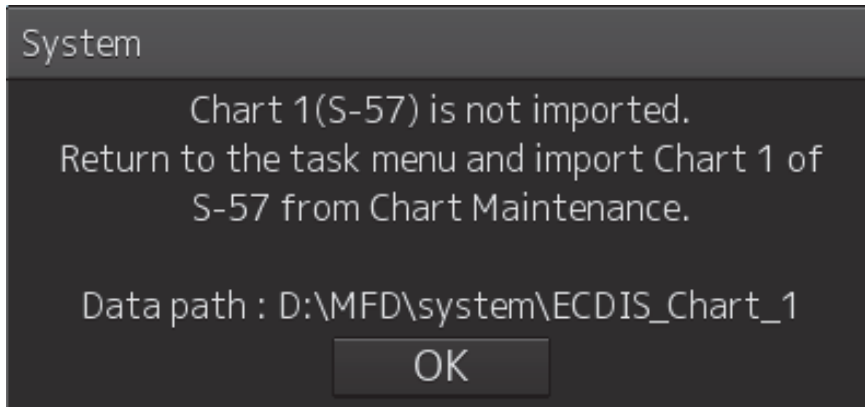 System
Chart 1(S-57) is not imported.
Return to the task menu and import Chart 1 of
S-57 from Chart Maintenance.
Data path : D:\MFD\system\ECDIS_Chart_1
OK